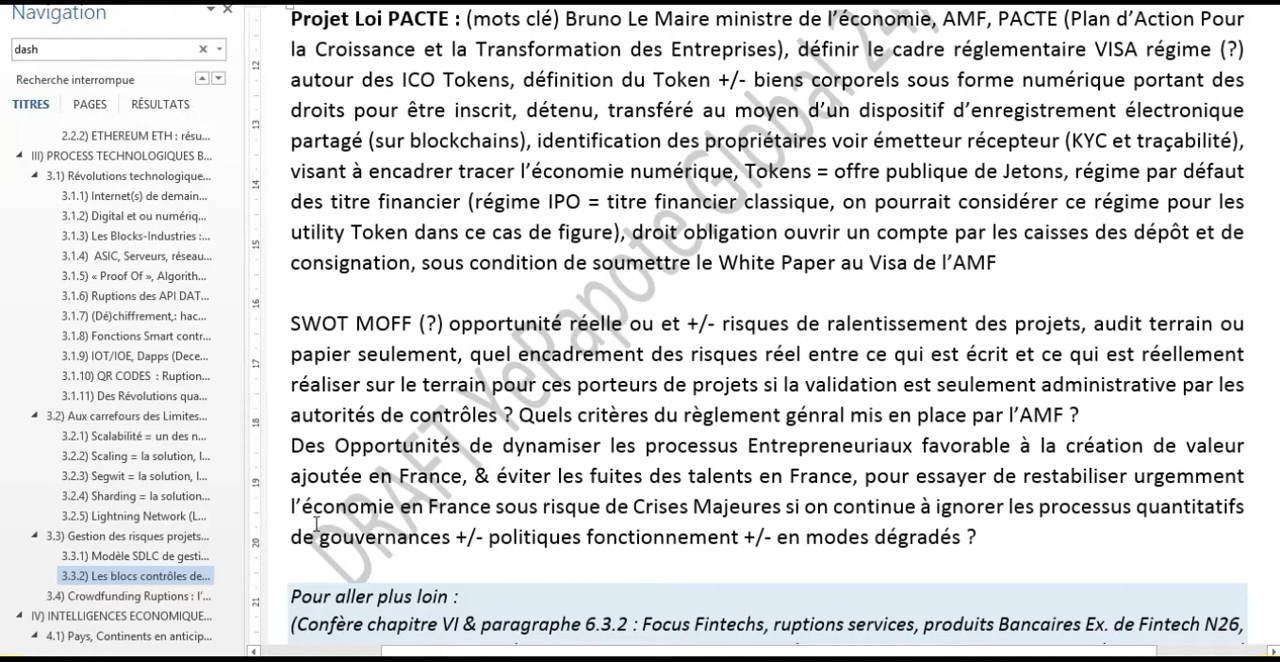 Navigation
dash
Recherche interrompue
TITRES PAGES RÉSULTATS
2.2.2) ETHEREUM ETH : résu...
III) PROCESS TECHNOLOGIQUES B...
3.1) Révolutions technologique...
3.1.1) Internet(s) de demain...
3.1.2) Digital et ou numériq...
3.1.3) Les Blocks-Industries :...
3.1.4) ASIC, Serveurs, réseau...
3.1.5) « Proof Of », Algorith...
3.1.6) Ruptions des API DAT...
3.1.7) (Dé)chiffrement,: hac...
3.1.8) Fonctions Smart contr...
3.1.9) IOT/IOE, Dapps (Dece...
3.1.10) QR CODES : Ruption...
3.1.11) Des Révolutions qua...
3.2) Aux carrefours des Limites...
3.2.1) Scalabilité = un des n...
3.2.2) Scaling = la solution, l...
3.2.3) Segwit = la solution, l...
3.2.4) Sharding = la solution...
3.2.5) Lightning Network (L...
3.3) Gestion des risques projets...
3.3.1) Modèle SDLC de gesti...
3.3.2) Les blocs contrôles de...
3.4) Crowdfunding Ruptions : l'...
IV) INTELLIGENCES ECONOMIQUE...
4.1) Pays, Continents en anticip...
12
13
14
15
16
17
18
19
20
21
Projet Loi PACTE : (mots clé) Bruno Le Maire ministre de l'économie, AMF, PACTE (Plan d'Action Pour
la Croissance et la Transformation des Entreprises), définir le cadre réglementaire VISA régime (?)
autour des ICO Tokens, définition du Token +/- biens corporels sous forme numérique portant des
droits pour être inscrit, détenu, transféré au moyen d'un dispositif d'enregistrement électronique
partagé (sur blockchains), identification des propriétaires voir émetteur récepteur (KYC et traçabilité),
visant à encadrer tracer l'économie numérique, Tokens = offre publique de Jetons, régime par défaut
des titre financier (régime IPO = titre financier classique, on pourrait considérer ce régime pour les
utility Token dans ce cas de figure), droit obligation ouvrir un compte par les caisses des dépôt et de
consignation, sous condition de soumettre le White Paper au Visa de l'AMF
SWOT MOFF (?) opportunité réelle ou et +/- risques de ralentissement des projets, audit terrain ou
papier seulement, quel encadrement des risques réel entre ce qui est écrit et ce qui est réellement
réaliser sur le terrain pour ces porteurs de projets si la validation est seulement administrative par les
autorités de contrôles ? Quels critères du règlement génral mis en place par l'AMF ?
Des Opportunités de dynamiser les processus Entrepreneuriaux favorable à la création de valeur
ajoutée en France, & éviter les fuites des talents en France, pour essayer de restabiliser urgemment
l'économie en France sous risque de Crises Majeures si on continue à ignorer les processus quantitatifs
de gouvernances +/- politiques fonctionnement +/- en modes dégradés ?
Pour aller plus loin :
(Confère chapitre VI & paragraphe 6.3.2 : Focus Fintechs, ruptions services, produits Bancaires Ex. de Fintech N26,
DRAFT YePapote Global 24